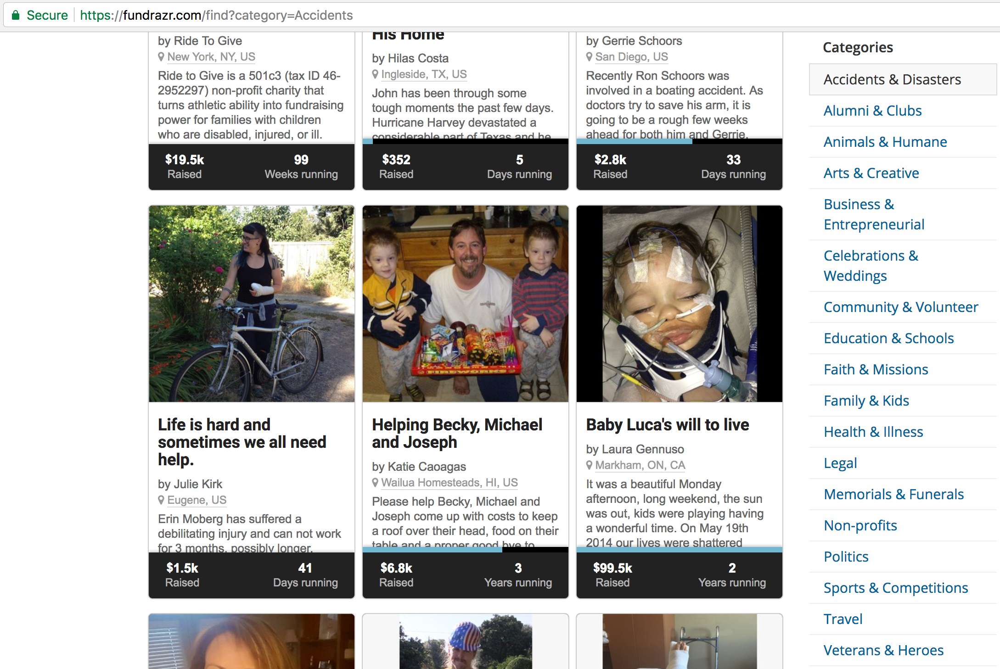 Secure https://fundrazr.com/find?category=Accidents
by Ride To Give
New York, NY, US
Ride to Give is a 501c3 (tax ID 46-
2952297) non-profit charity that
turns athletic ability into fundraising
power for families with children
who are disabled, injured, or ill.
$19.5k 99
Raised Weeks running
His Home
by Hilas Costa
Ingleside, TX, US
John has been through some
tough moments the past few days.
Hurricane Harvey devastated a
considerable part of Texas and he
$352 5
Raised Days running
by Gerrie Schoors
San Diego, US
Recently Ron Schoors was
involved in a boating accident. As
doctors try to save his arm, it is
going to be a rough few weeks
ahead for both him and Gerrie.
$2.8k 33
Raised Days running
Life is hard and
sometimes we all need
help.
by Julie Kirk
Eugene, US
Erin Moberg has suffered a
debilitating injury and can not work
for 3 months, possibly longer.
$1.5k 41
Raised Days running
FIREWORKS
Helping Becky, Michael
and Joseph
by Katie Caoagas
Wailua Homesteads, HI, US
Please help Becky, Michael and
Joseph come up with costs to keep
a roof over their head, food on their
table and a proper good bye to
$6.8k 3
Raised Years running
Baby Luca's will to live
by Laura Gennuso
Markham, ON, CA
It was a beautiful Monday
afternoon, long weekend, the sun
was out, kids were playing having
a wonderful time. On May 19th
2014 our lives were shattered
$99.5k 2
Raised Years running
Categories
Accidents & Disasters
Alumni & Clubs
Animals & Humane
Arts & Creative
Business &
Entrepreneurial
Celebrations &
Weddings
Community & Volunteer
Education & Schools
Faith & Missions
Family & Kids
Health & Illness
Legal
Memorials & Funerals
Non-profits
Politics
Sports & Competitions
Travel
Veterans & Heroes